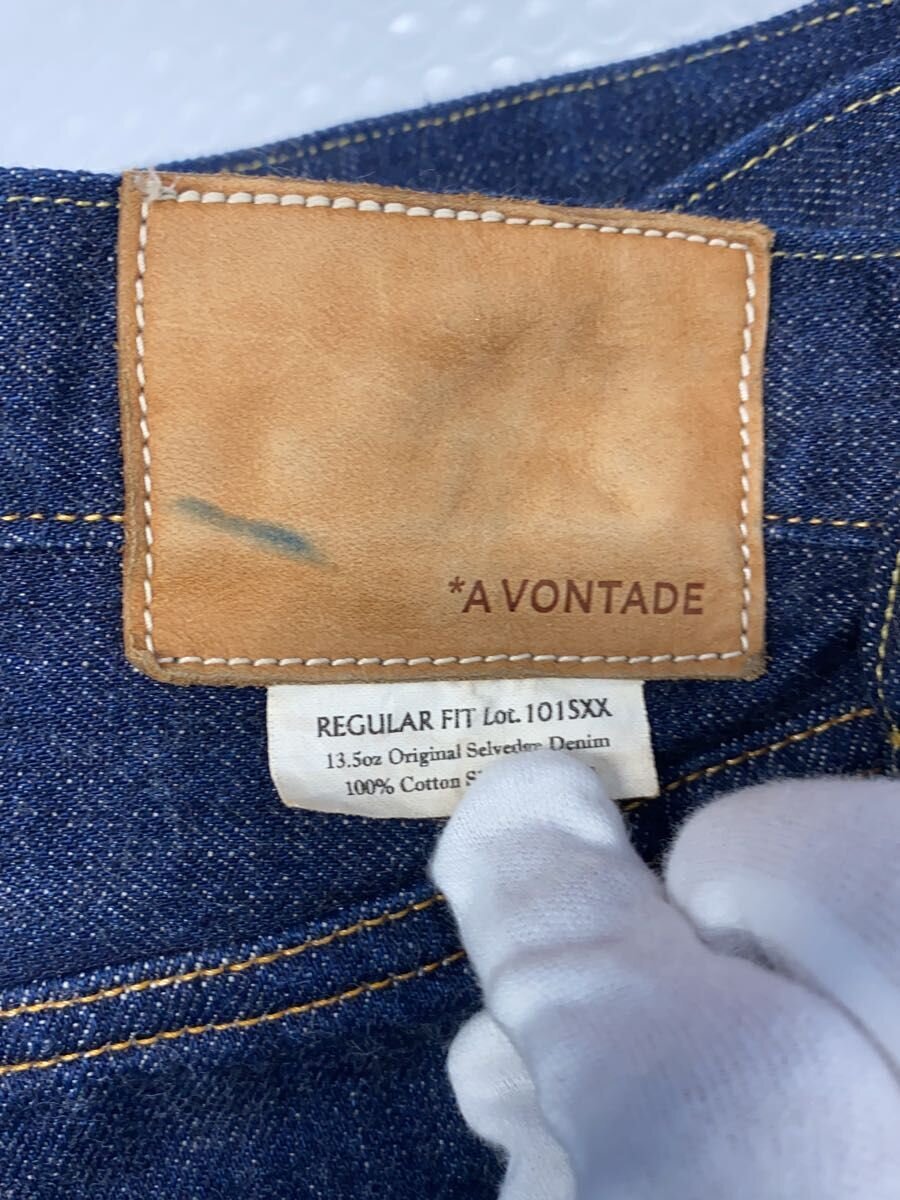 *A VONTADE
REGULAR FIT Lot. 101SXX
13.5oz Original Selvedge Denim
100% Cotton